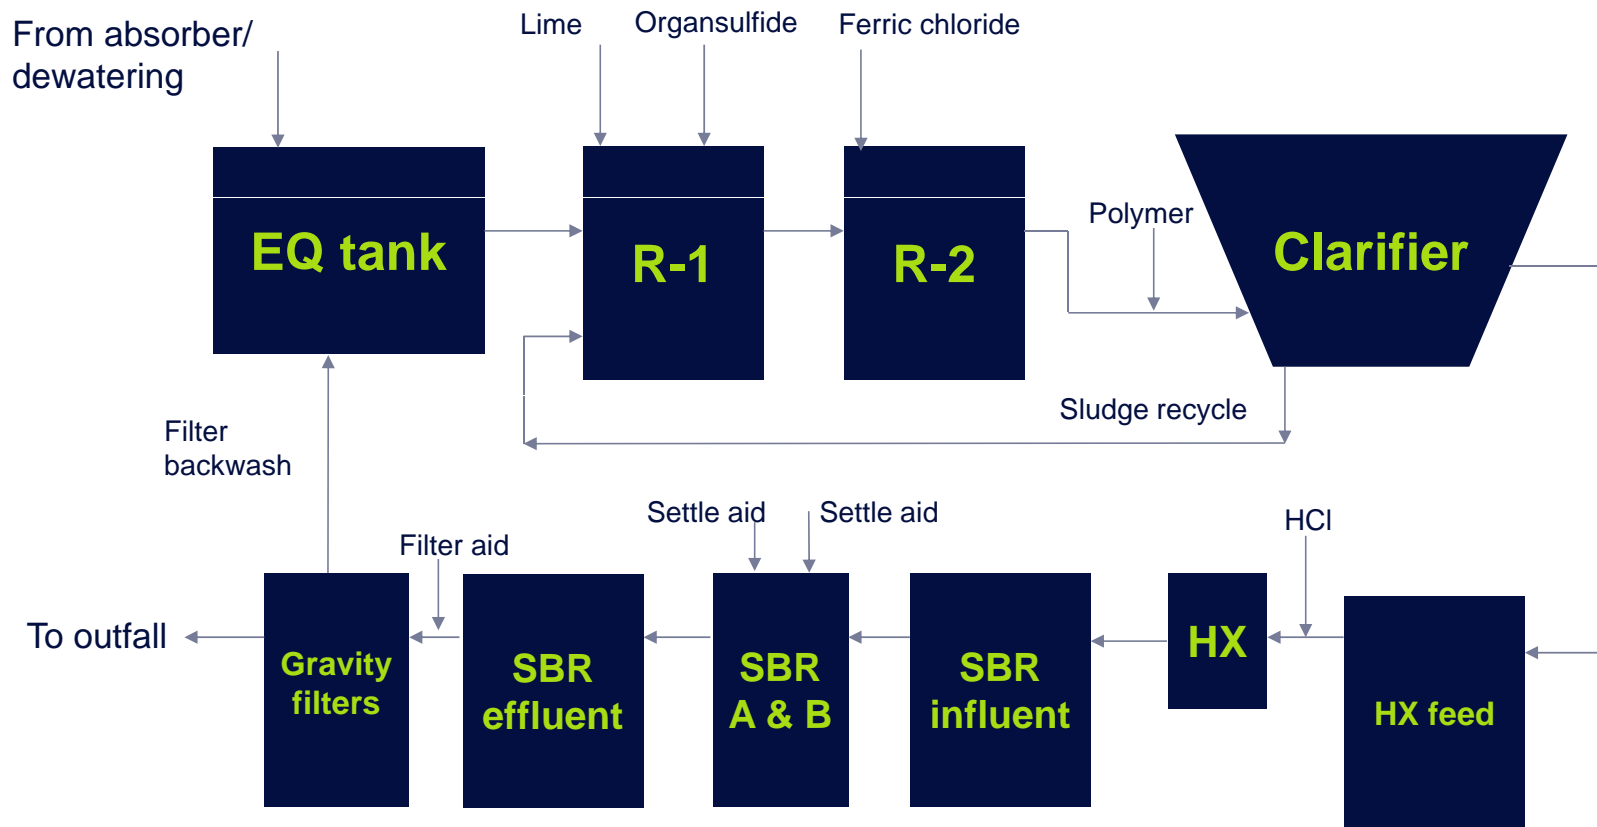 From absorber/
dewatering
Lime
Organsulfide
Ferric chloride
EQ tank
R-1
R-2
Polymer
Clarifier
Sludge recycle
Filter
backwash
Settle aid
Settle aid
HCl
Filter aid
To outfall
Gravity
filters
SBR
effluent
SBR
A & B
SBR
influent
HX
HX feed